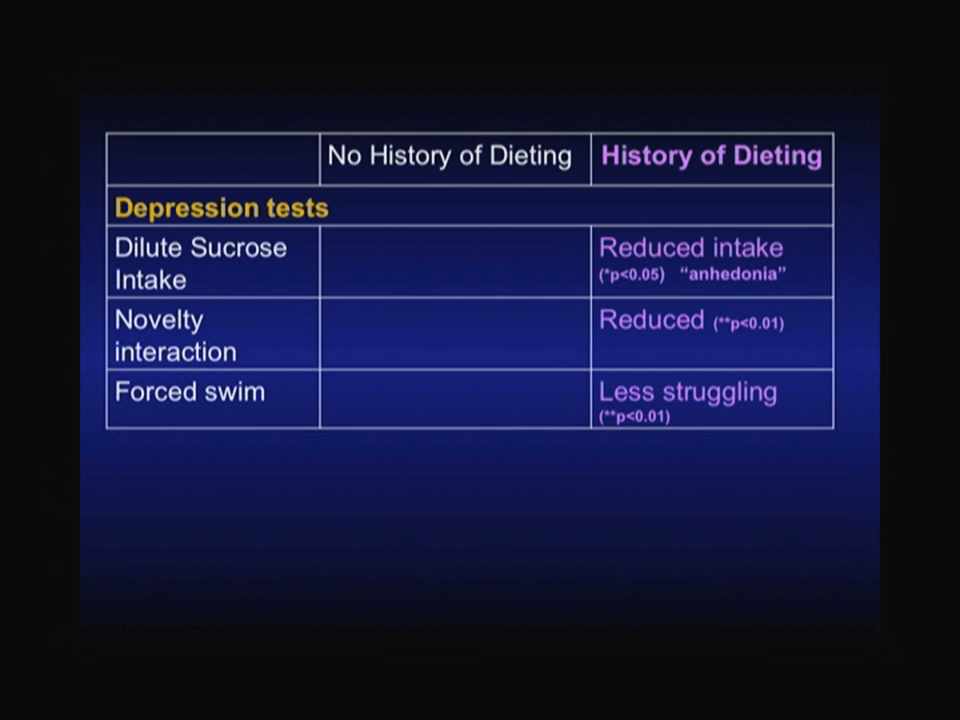 No History of Dieting History of Dieting
Depression tests
Dilute Sucrose Intake
Reduced intake
(*p<0.05) “anhedonia”
Novelty interaction
Reduced (**p<0.01)
Forced swim
Less struggling
(**p<0.01)